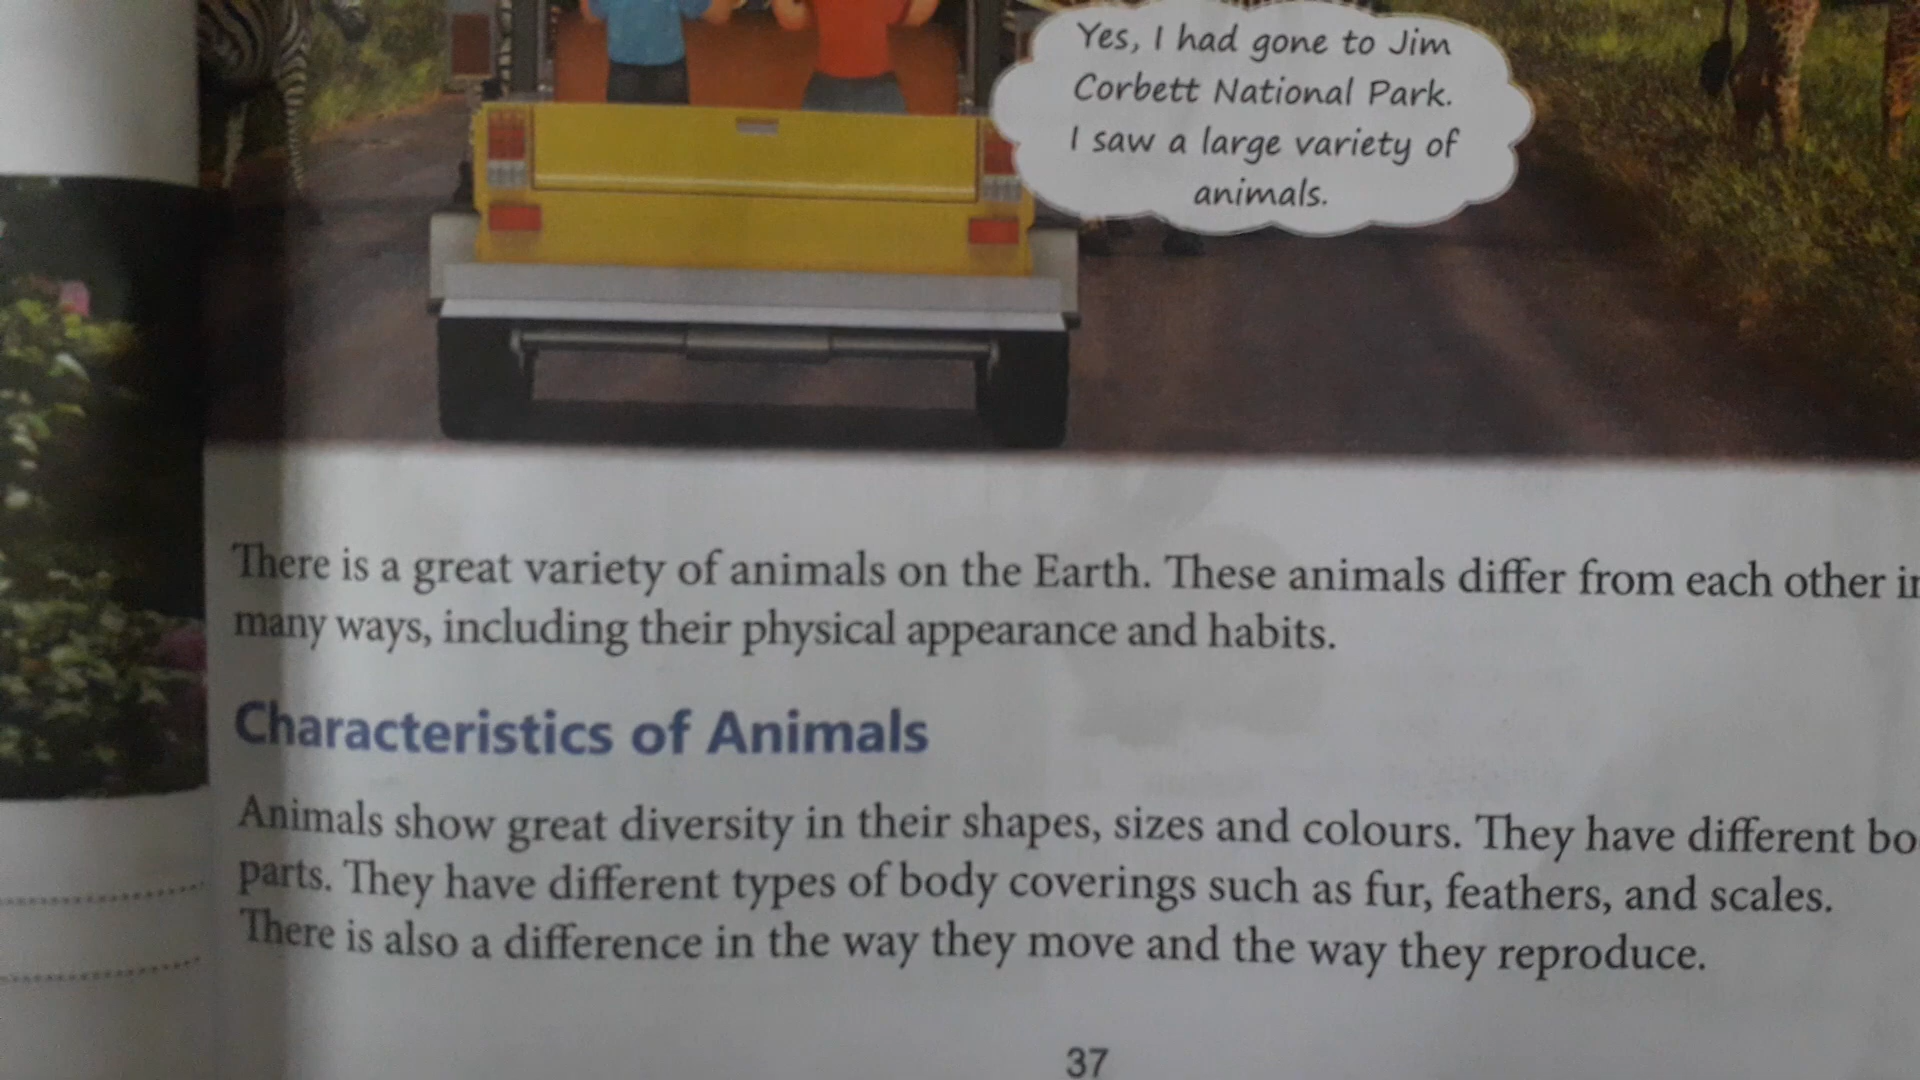 Yes, I had gone to Jim
Corbett National Park.
I saw a large variety of
animals.
There is a great variety of animals on the Earth. These animals differ from each other in
many ways, including their physical appearance and habits.
Characteristics of Animals
Animals show great diversity in their shapes, sizes and colours. They have different bo
parts. They have different types of body coverings such as fur, feathers, and scales.
There is also a difference in the way they move and the way they reproduce.
37